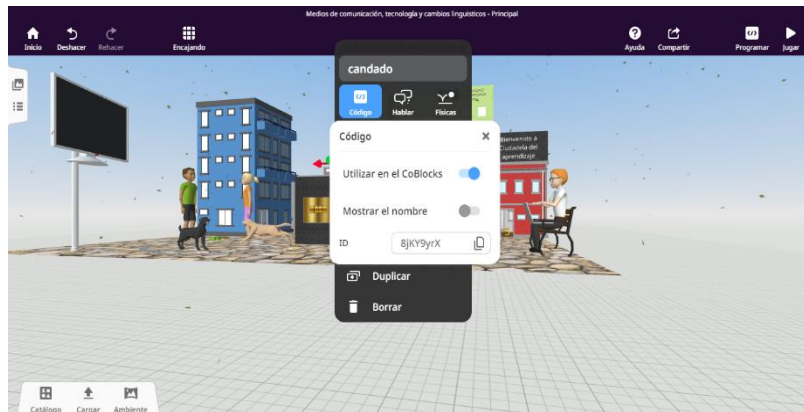 Medios de comunicación, tecnología y cambios linguisticos - Principal
Inicio
Deshacer
Rehacer
Encajando
Ayuda
Compartir
Programar
Jugar
candado
Código
Hablar
Físicas
Código
Utilizar en el CoBlocks
Mostrar el nombre
ID
8jKY9yrX
Duplicar
Borrar
Bienvenido a
Ciudadela del
aprendizaje
Catálogo
Cargar
Ambiente